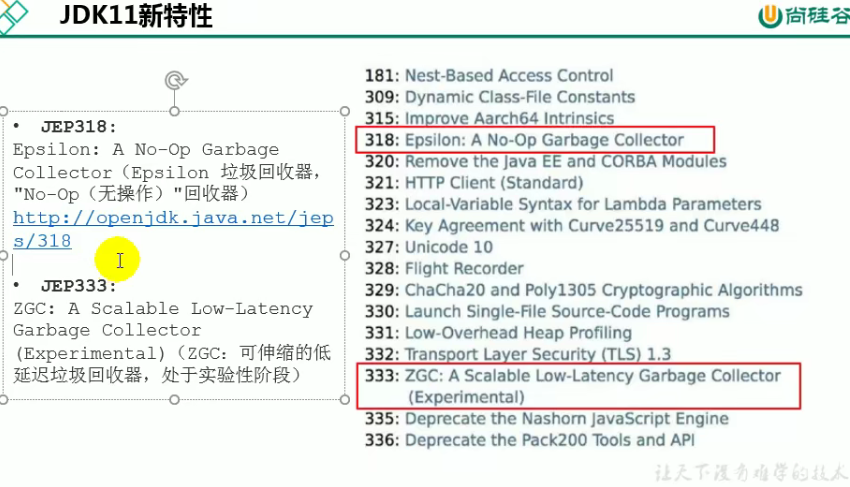 JDK11新特性
尚硅谷
• JEP318:
Epsilon: A No-Op Garbage
Collector（Epsilon 垃圾回收器，
"No-Op（无操作）"回收器）
http://openjdk.java.net/jep
s/318
• JEP333:
ZGC: A Scalable Low-Latency
Garbage Collector
(Experimental)（ZGC：可伸缩的低
延迟垃圾回收器，处于实验性阶段）
181: Nest-Based Access Control
309: Dynamic Class-File Constants
315: Improve Aarch64 Intrinsics
318: Epsilon: A No-Op Garbage Collector
320: Remove the Java EE and CORBA Modules
321: HTTP Client (Standard)
323: Local-Variable Syntax for Lambda Parameters
324: Key Agreement with Curve25519 and Curve448
327: Unicode 10
328: Flight Recorder
329: ChaCha20 and Poly1305 Cryptographic Algorithms
330: Launch Single-File Source-Code Programs
331: Low-Overhead Heap Profiling
332: Transport Layer Security (TLS) 1.3
333: ZGC: A Scalable Low-Latency Garbage Collector
(Experimental)
335: Deprecate the Nashorn JavaScript Engine
336: Deprecate the Pack200 Tools and API
让天下没有难学的技术